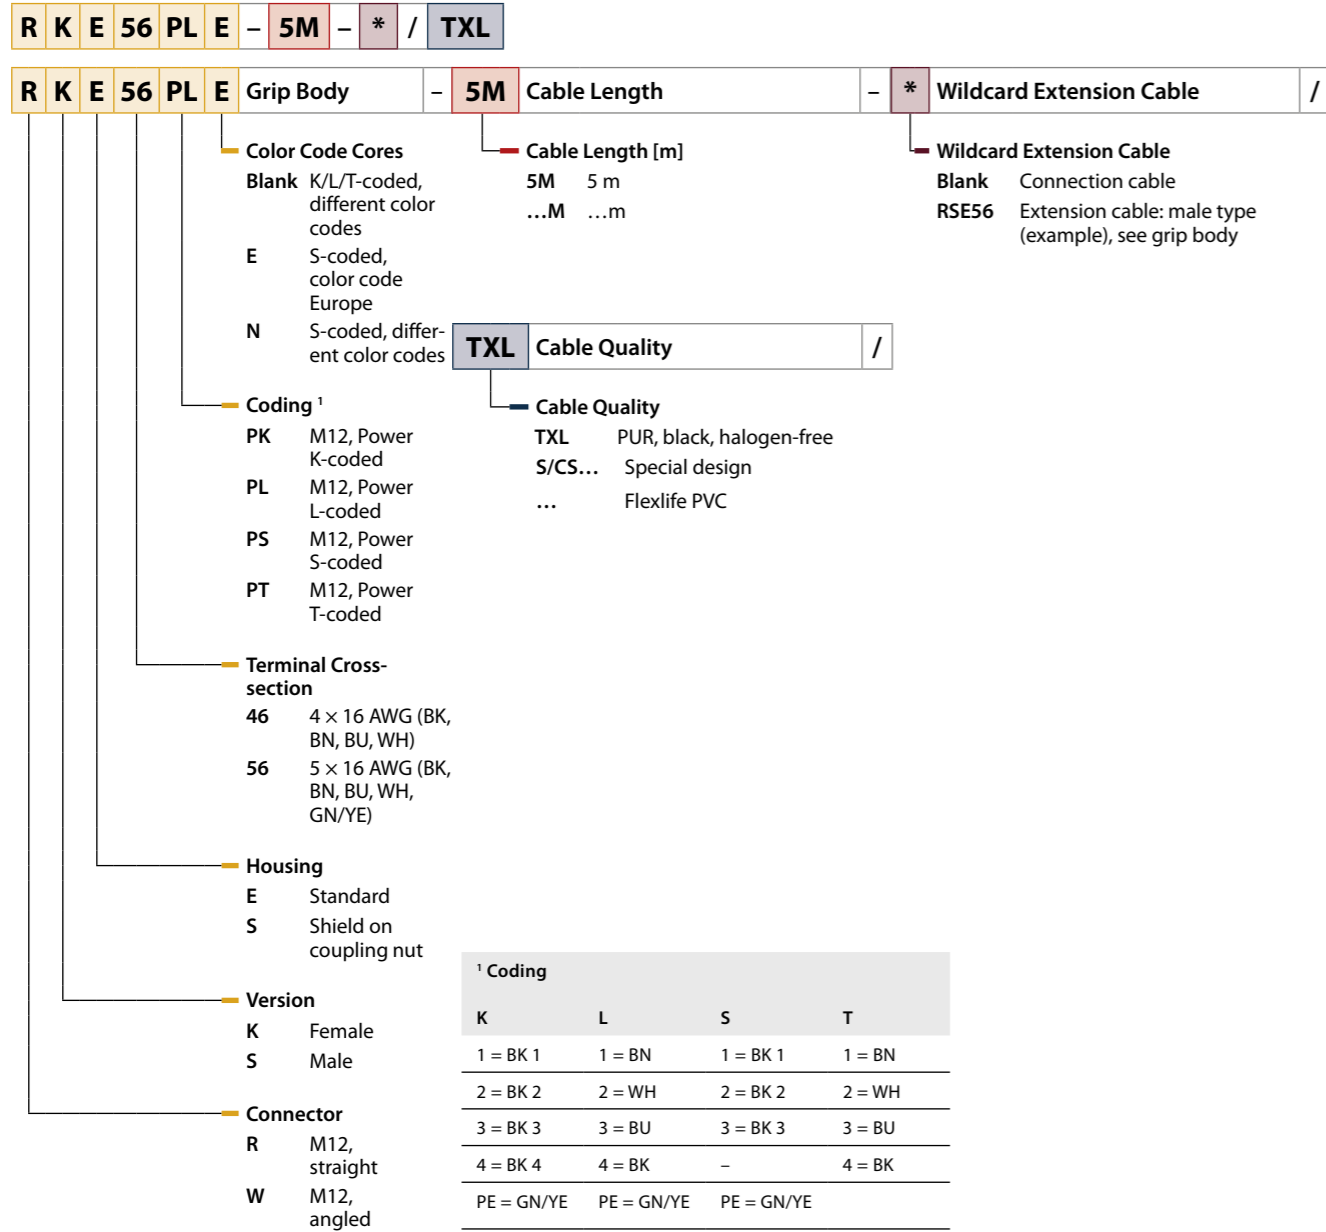 R K E 56 PL E – 5M – * / TXL
R K E 56 PL E Grip Body – 5M Cable Length – * Wildcard Extension Cable /
Color Code Cores
Blank K/L/T-coded,
different color
codes
E S-coded,
color code
Europe
N S-coded, differ-
ent color codes
Cable Length [m]
5M 5 m
…M …m
Wildcard Extension Cable
Blank Connection cable
RSE56 Extension cable: male type
(example), see grip body
TXL Cable Quality /
Cable Quality
TXL PUR, black, halogen-free
S/CS… Special design
… Flexlife PVC
Coding ¹
PK M12, Power
K-coded
PL M12, Power
L-coded
PS M12, Power
S-coded
PT M12, Power
T-coded
Terminal Cross-
section
46 4 × 16 AWG (BK,
BN, BU, WH)
56 5 × 16 AWG (BK,
BN, BU, WH,
GN/YE)
Housing
E Standard
S Shield on
coupling nut
Version
K Female
S Male
Connector
R M12,
straight
W M12,
angled
¹ Coding
K L S T
1 = BK 1 1 = BN 1 = BK 1 1 = BN
2 = BK 2 2 = WH 2 = BK 2 2 = WH
3 = BK 3 3 = BU 3 = BK 3 3 = BU
4 = BK 4 4 = BK – 4 = BK
PE = GN/YE PE = GN/YE PE = GN/YE